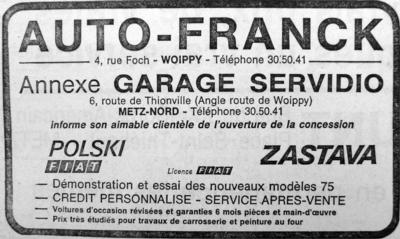 AUTO-FRANCK
4, rue Foch - WOIPPY - Téléphone 30.50.41
Annexe GARAGE SERVIDIO
6, route de Thionville (Angle route de Woippy)
METZ-NORD - Téléphone 30.50.41
informe son aimable clientèle de l'ouverture de la concession
POLSKI FIAT
Licence FIAT
ZASTAVA
— Démonstration et essai des nouveaux modèles 75
— CREDIT PERSONNALISE - SERVICE APRES-VENTE
— Voitures d'occasion révisées et garanties 6 mois pièces et main-d'œuvre
— Prix très étudiés pour travaux de carrosserie et peinture au four